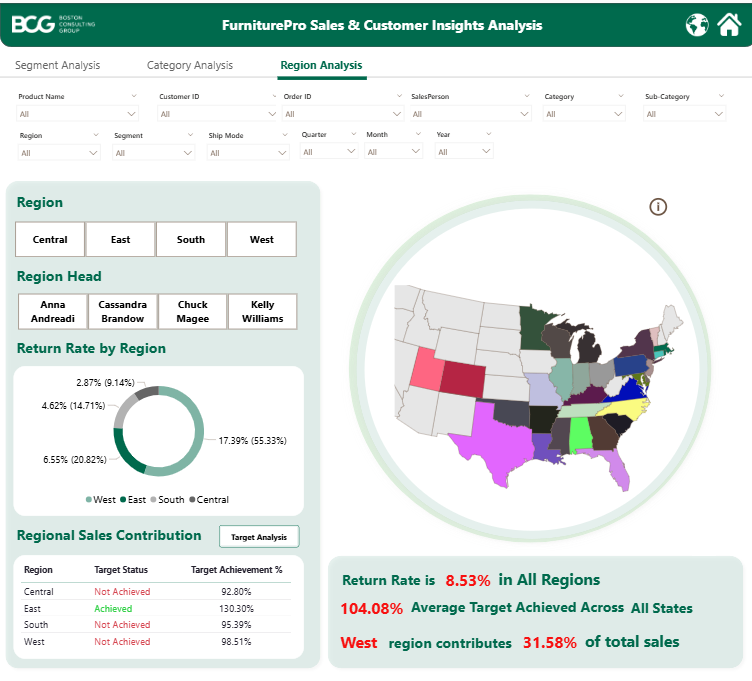 BCG BOSTON CONSULTING GROUP
FurniturePro Sales & Customer Insights Analysis
Segment Analysis Category Analysis Region Analysis
Product Name Customer ID Order ID SalesPerson Category Sub-Category
All All All All All All
Region Segment Ship Mode Quarter Month Year
All All All All All All
Region
Central East South West
Region Head
Anna Andreadi
Cassandra Brandow
Chuck Magee
Kelly Williams
Return Rate by Region
2.87% (9.14%)
4.62% (14.71%)
17.39% (55.33%)
6.55% (20.82%)
West East South Central
Regional Sales Contribution
Target Analysis
Region Target Status Target Achievement %
Central Not Achieved 92.80%
East Achieved 130.30%
South Not Achieved 95.39%
West Not Achieved 98.51%
i
Return Rate is 8.53% in All Regions
104.08% Average Target Achieved Across All States
West region contributes 31.58% of total sales